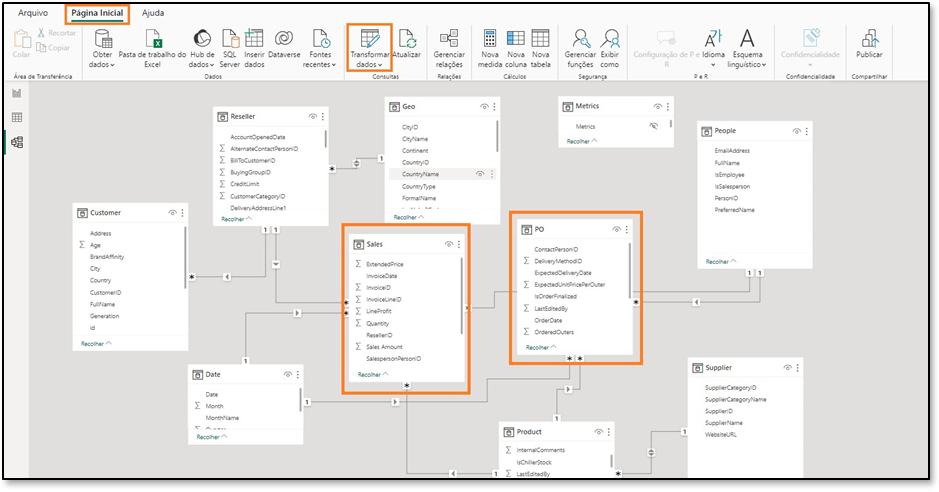 Arquivo
Página Inicial
Ajuda
Colar
Recortar
Copiar
Área de Transferência
Obter dados
Pasta de trabalho do Excel
Hub de dados
SQL Server
Inserir dados
Dataverse
Fontes recentes
Dados
Transformar dados
Atualizar
Consultas
Gerenciar relações
Relações
Nova medida
Nova coluna
Nova tabela
Cálculos
Gerenciar funções
Exibir como
Segurança
Configuração de P e R
Idioma
Esquema linguístico
P e R
Confidencialidade
Confidencialidade
Publicar
Compartilhar
Reseller
AccountOpenedDate
AlternateContactPersonID
BillToCustomerID
BuyingGroupID
CreditLimit
CustomerCategoryID
DeliveryAddressLine1
Recolher
Geo
CityID
CityName
Continent
CountryID
CountryName
CountryType
FormalName
Recolher
Metrics
Metrics
Recolher
People
EmailAddress
FullName
IsEmployee
IsSalesperson
PersonID
PreferredName
Recolher
Customer
Address
Age
BrandAffinity
City
Country
CustomerID
FullName
Generation
id
Recolher
Sales
ExtendedPrice
InvoiceDate
InvoiceID
InvoiceLineID
LineProfit
Quantity
ResellerID
Sales Amount
SalespersonPersonID
Recolher
PO
ContactPersonID
DeliveryMethodID
ExpectedDeliveryDate
ExpectedUnitPricePerOuter
IsOrderFinalized
LastEditedBy
OrderDate
OrderedOuters
Recolher
Date
Date
Month
MonthName
Recolher
Product
InternalComments
IsChillerStock
LastEditedBy
Supplier
SupplierCategoryID
SupplierCategoryName
SupplierID
SupplierName
WebsiteURL